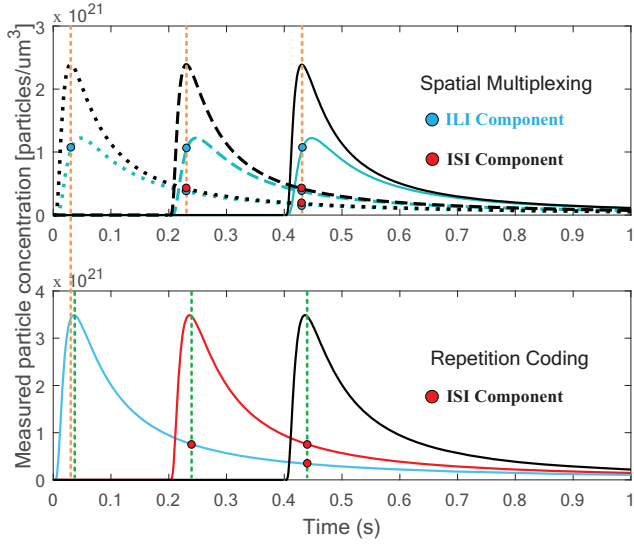 x 10^21
3
2
1
0
0 0.1 0.2 0.3 0.4 0.5 0.6 0.7 0.8 0.9 1
Spatial Multiplexing
ILI Component
ISI Component
Measured particle concentration [particles/um³]
x 10^21
4
3
2
1
0
0 0.1 0.2 0.3 0.4 0.5 0.6 0.7 0.8 0.9 1
Repetition Coding
ISI Component
Time (s)